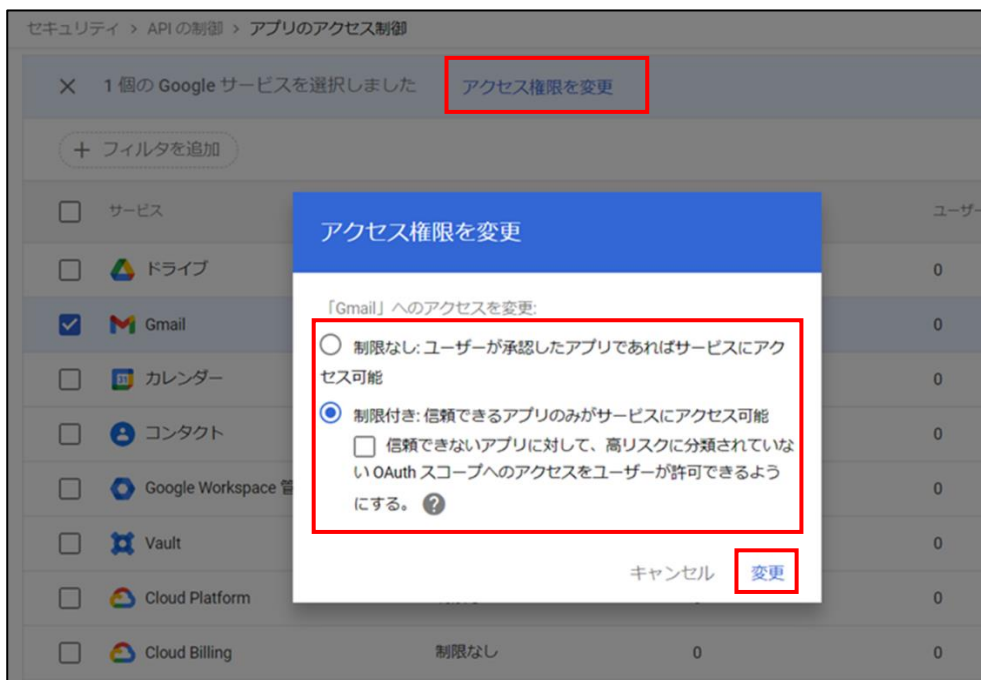 セキュリティ > API の制御 > アプリのアクセス制御
1 個の Google サービスを選択しました アクセス権限を変更
フィルタを追加
サービス
ユーザー
アクセス権限を変更
ドライブ 0
「Gmail」へのアクセスを変更:
Gmail 0
制限なし: ユーザーが承認したアプリであればサービスにアク
セス可能
カレンダー 0
制限付き: 信頼できるアプリのみがサービスにアクセス可能
コンタクト 0
信頼できないアプリに対して、高リスクに分類されていな
い OAuth スコープへのアクセスをユーザーが許可できるよう
にする。 ?
Google Workspace 0
Vault 0
キャンセル 変更
Cloud Platform 0
Cloud Billing 制限なし 0 0